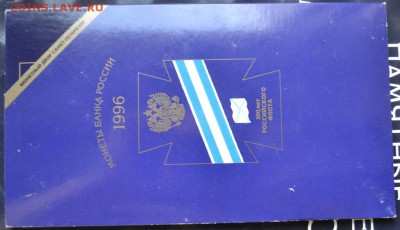 COINS.LAVE.RU
МОНЕТНЫЙ ДВОР САНКТ-ПЕТЕРБУРГ
МОНЕТЫ БАНКА РОССИИ
1996
300-ЛЕТ
РОССИЙСКОГО
ФЛОТА
ПАМЯТНЫЕ